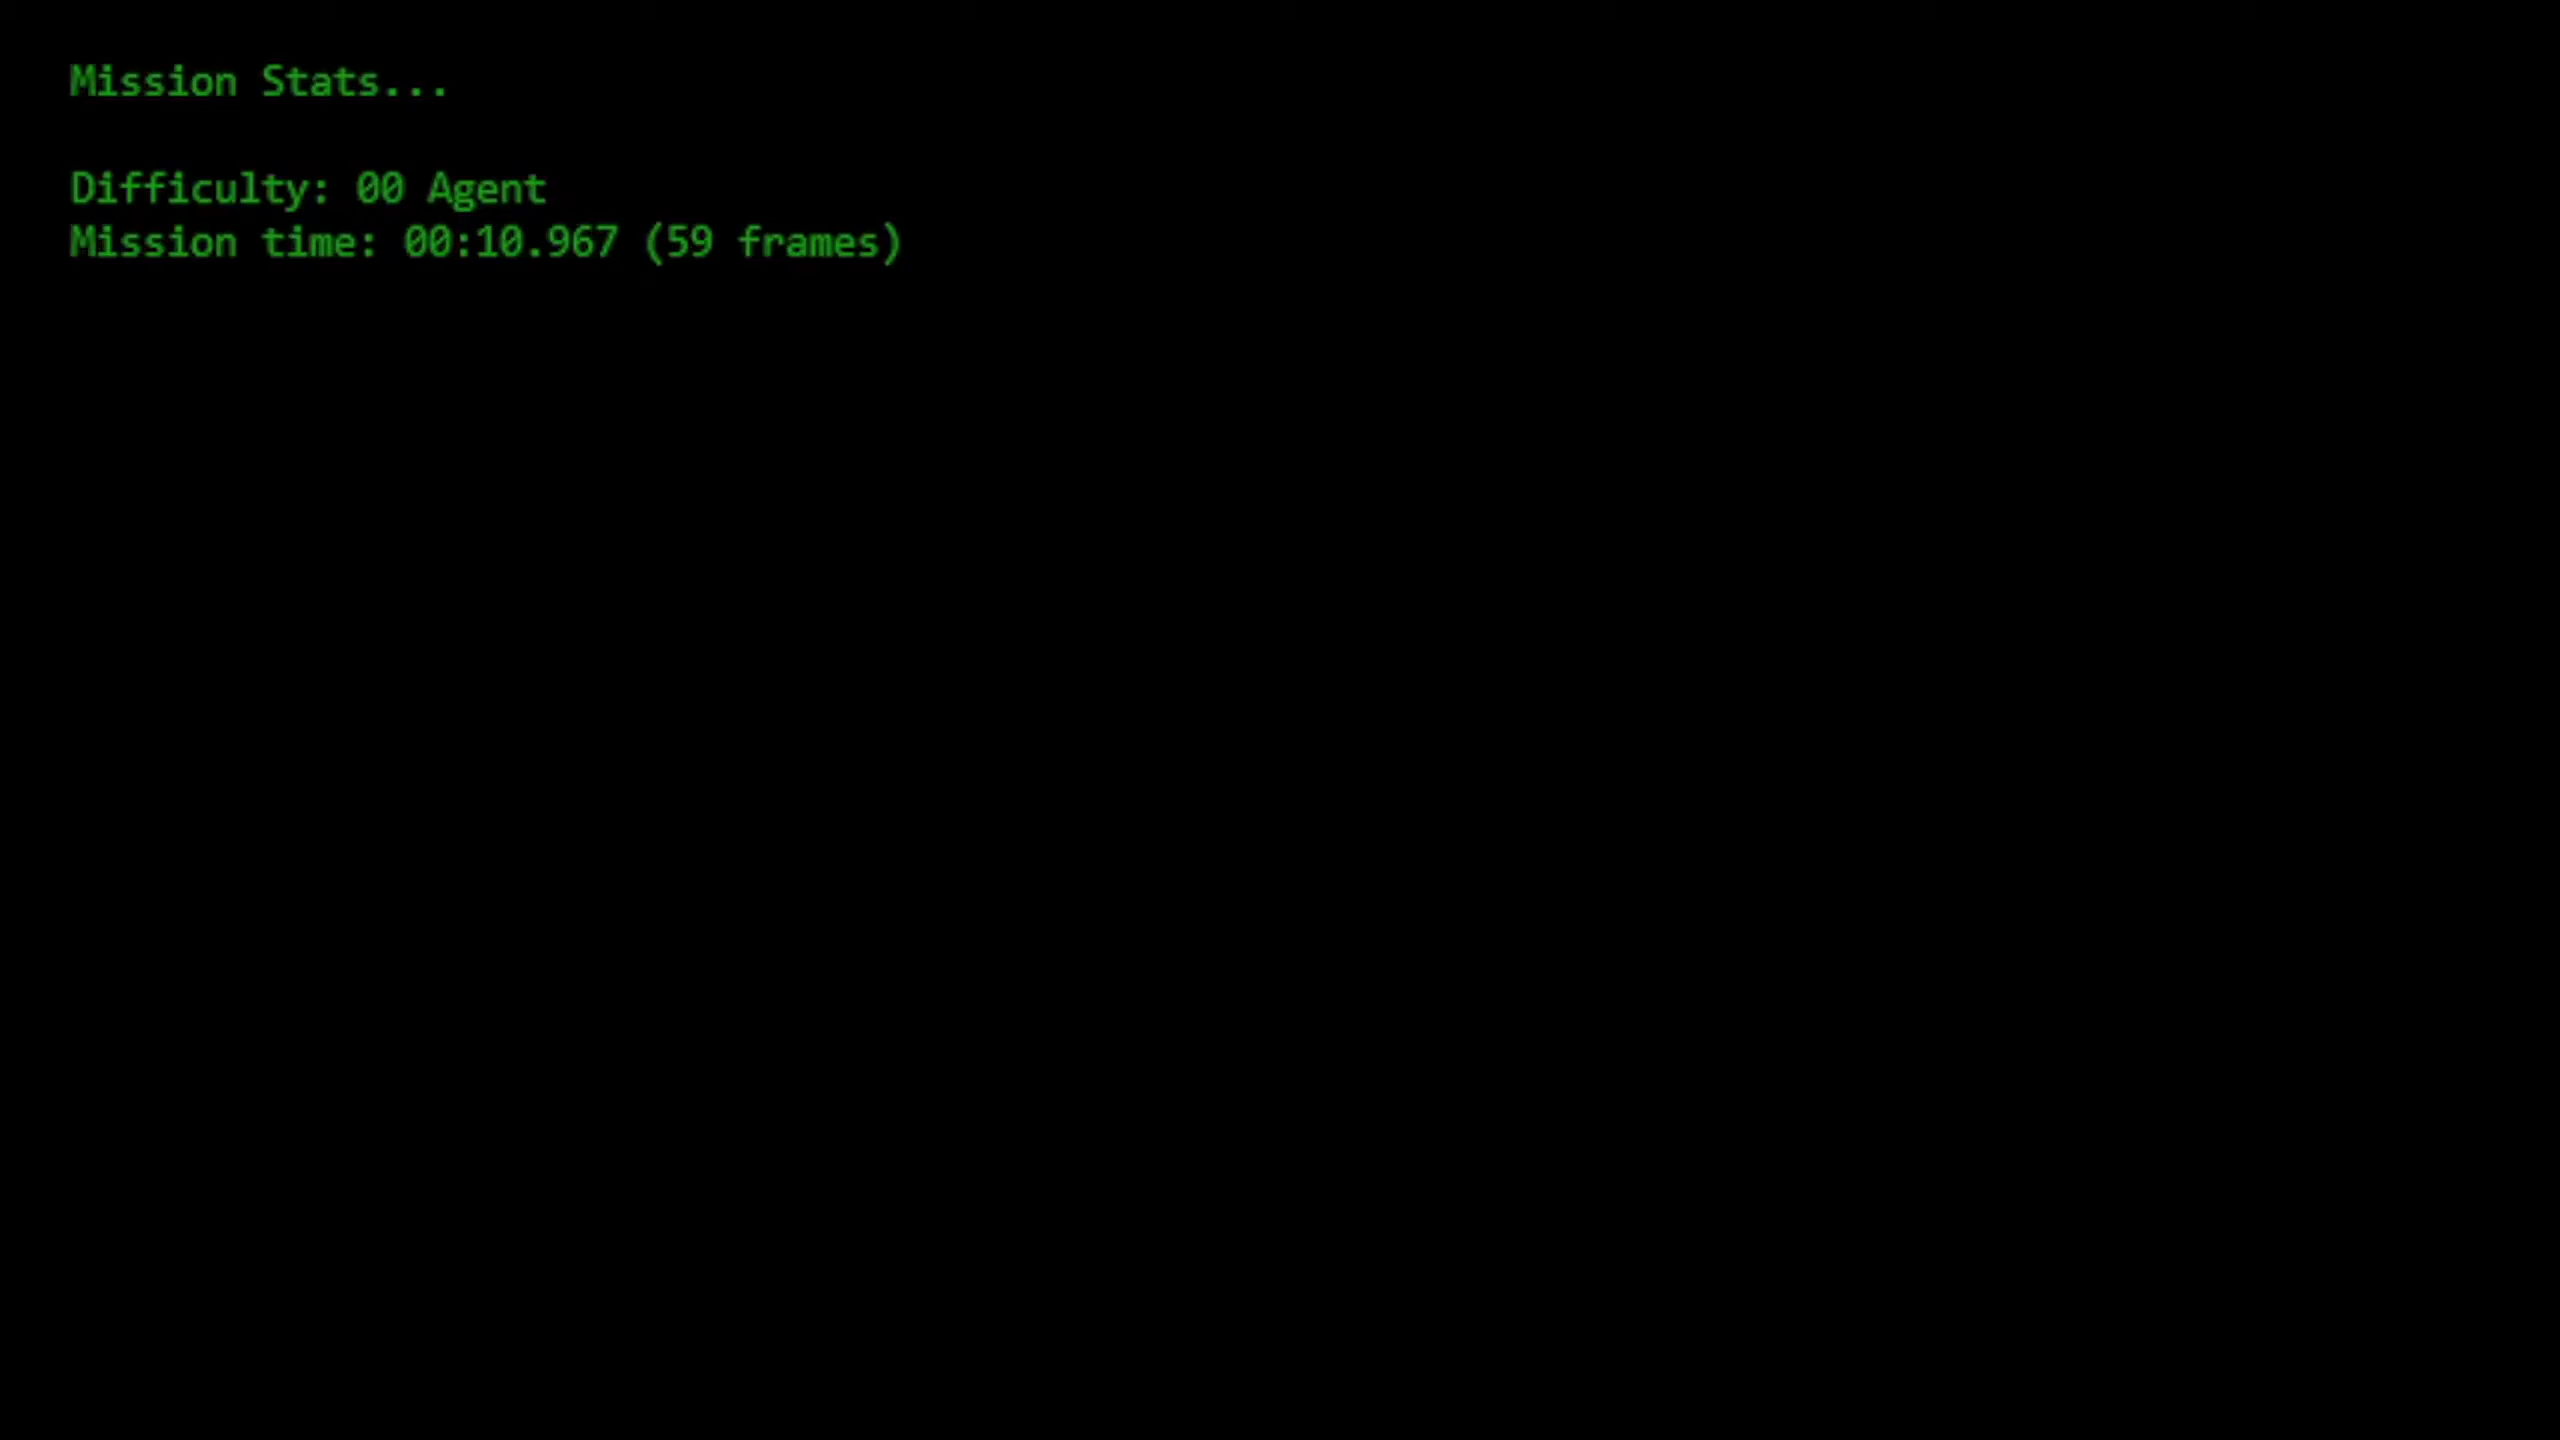 Mission Stats...
Difficulty: 00 Agent
Mission time: 00:10.967 (59 frames)